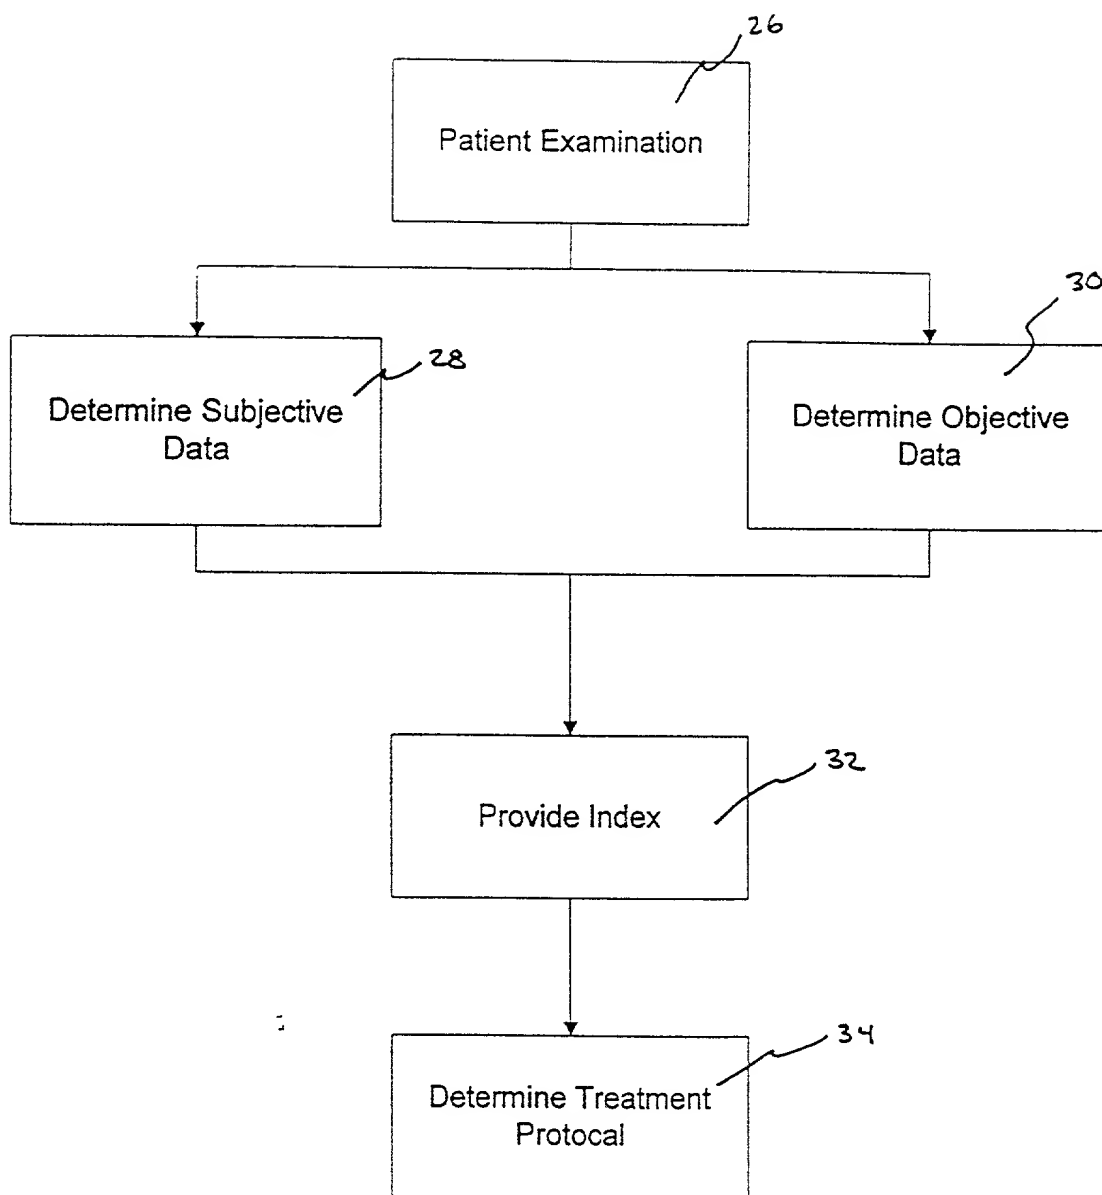 26
Patient Examination
30
28
Determine Subjective
Data
Determine Objective
Data
32
Provide Index
34
Determine Treatment
Protocal